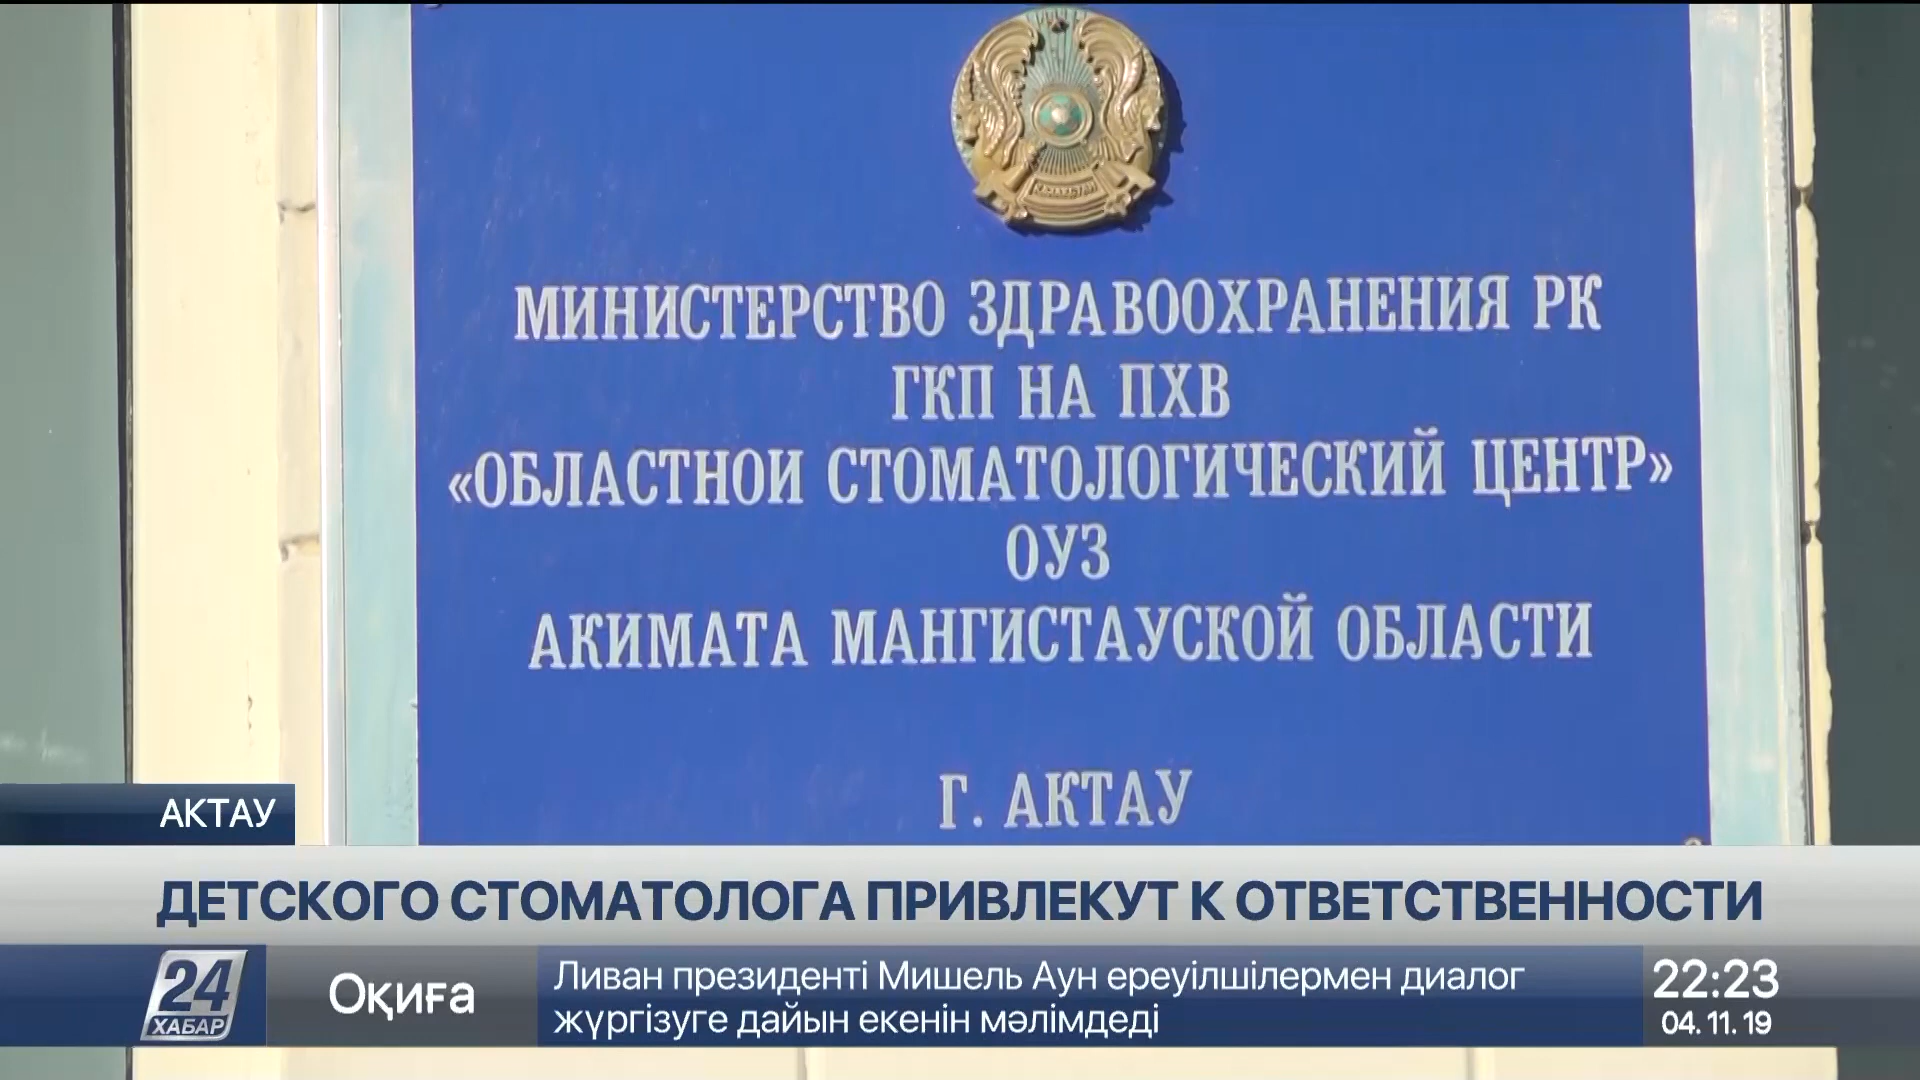 МИНИСТЕРСТВО ЗДРАВООХРАНЕНИЯ РК
ГКП НА ПХВ
«ОБЛАСТНОИ СТОМАТОЛОГИЧЕСКИЙ ЦЕНТР»
ОУЗ
АКИМАТА МАНГИСТАУСКОЙ ОБЛАСТИ
Г. АКТАУ
АКТАУ
ДЕТСКОГО СТОМАТОЛОГА ПРИВЛЕКУТ К ОТВЕТСТВЕННОСТИ
24
ХАБАР
Оқиға
Ливан президенті Мишель Аун ереуілшілермен диалог
жүргізуге дайын екенін мәлімдеді
22:23
04. 11. 19